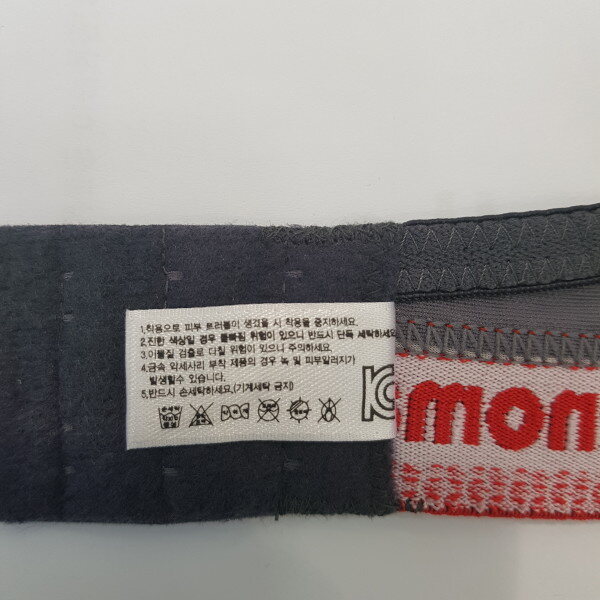 1.착용으로 피부 트러블이 생겼을 시 착용을 중지하세요.
2.진한 색상일 경우 물빠짐 위험이 있으니 반드시 단독 세탁하세요
3.이물질 검출로 다칠 위험이 있으니 주의하세요.
4.금속 악세사리 부착 제품의 경우 녹 및 피부알러지가
발생할수 있습니다.
5.반드시 손세탁하세요.(기계세탁 금지)
mon